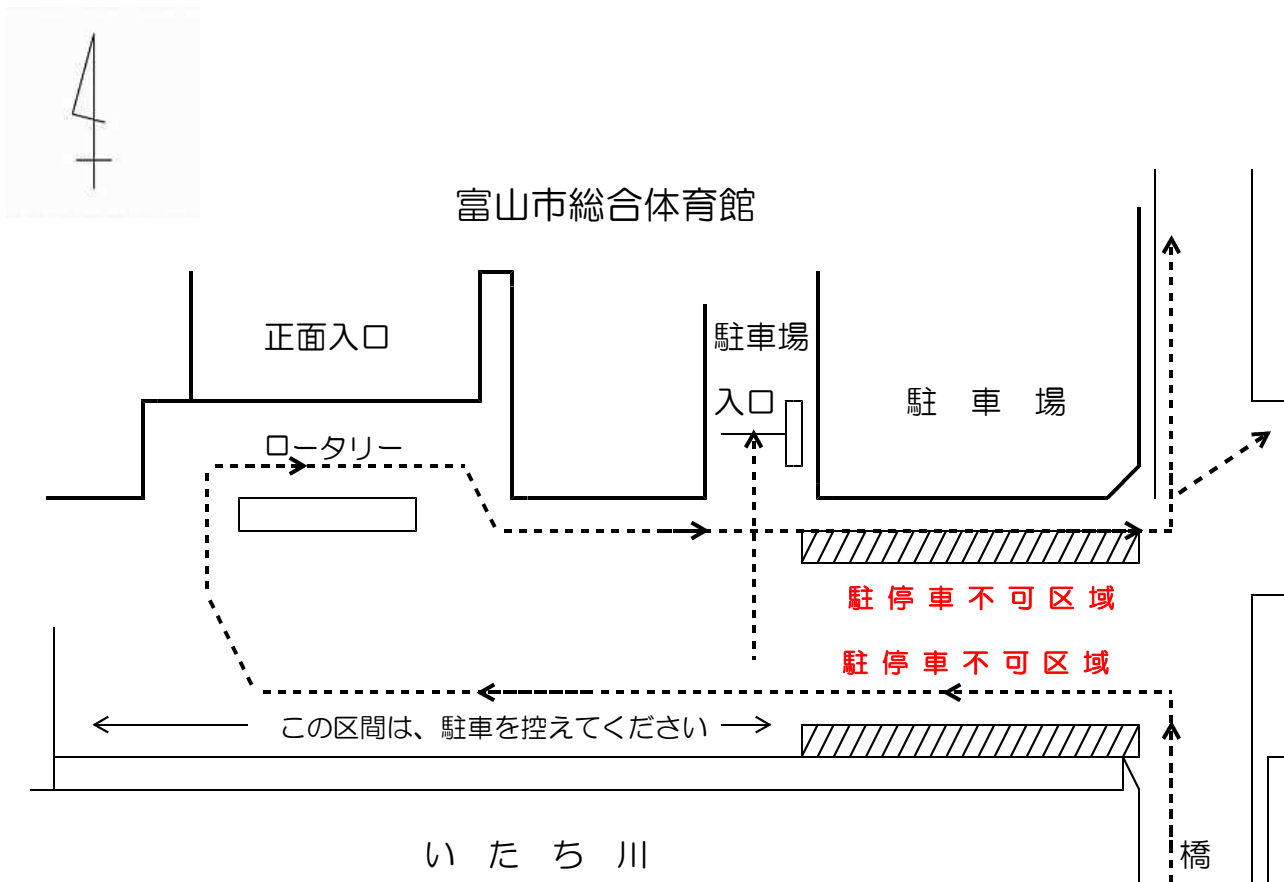 富山市総合体育館
正面入口
駐車場
入口
駐 車 場
ロータリー
駐停車不可区域
駐停車不可区域
この区間は、駐車を控えてください
いたち川
橋